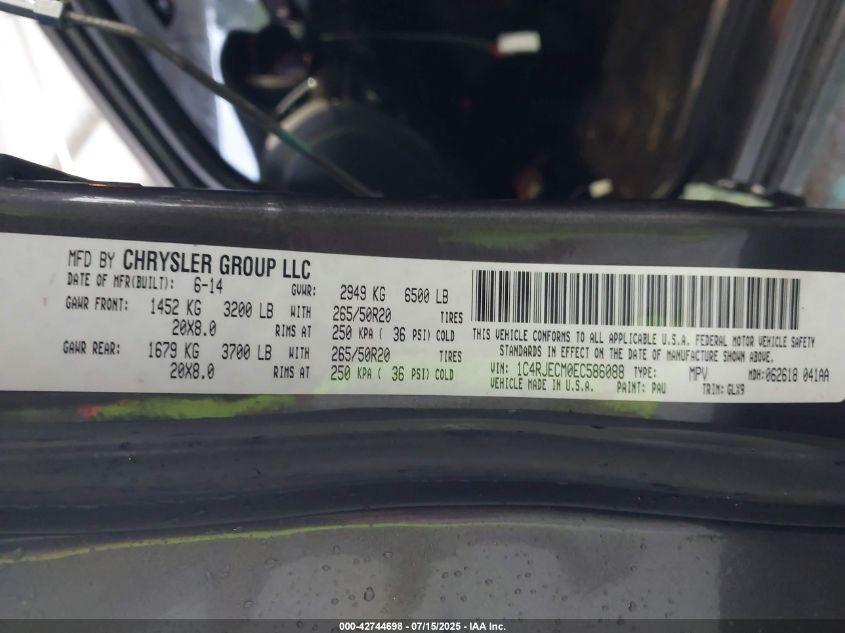 MFD BY CHRYSLER GROUP LLC
DATE OF MFR(BUILT): 6-14 GVWR: 2949 KG 6500 LB
GAWR FRONT: 1452 KG 3200 LB WITH 265/50R20 TIRES
20X8.0 RIMS AT 250 KPA ( 36 PSI) COLD
GAWR REAR: 1679 KG 3700 LB WITH 265/50R20 TIRES
20X8.0 RIMS AT 250 KPA ( 36 PSI) COLD
THIS VEHICLE CONFORMS TO ALL APPLICABLE U.S.A. FEDERAL MOTOR VEHICLE SAFETY
STANDARDS IN EFFECT ON THE DATE OF MANUFACTURE SHOWN ABOVE.
VIN: 1C4RJECM0EC586088 TYPE: MPV MDH: 062618 041AA
VEHICLE MADE IN U.S.A. PAINT: PAU TRIM: GLX9
000-42744698 - 07/15/2025 - IAA Inc.